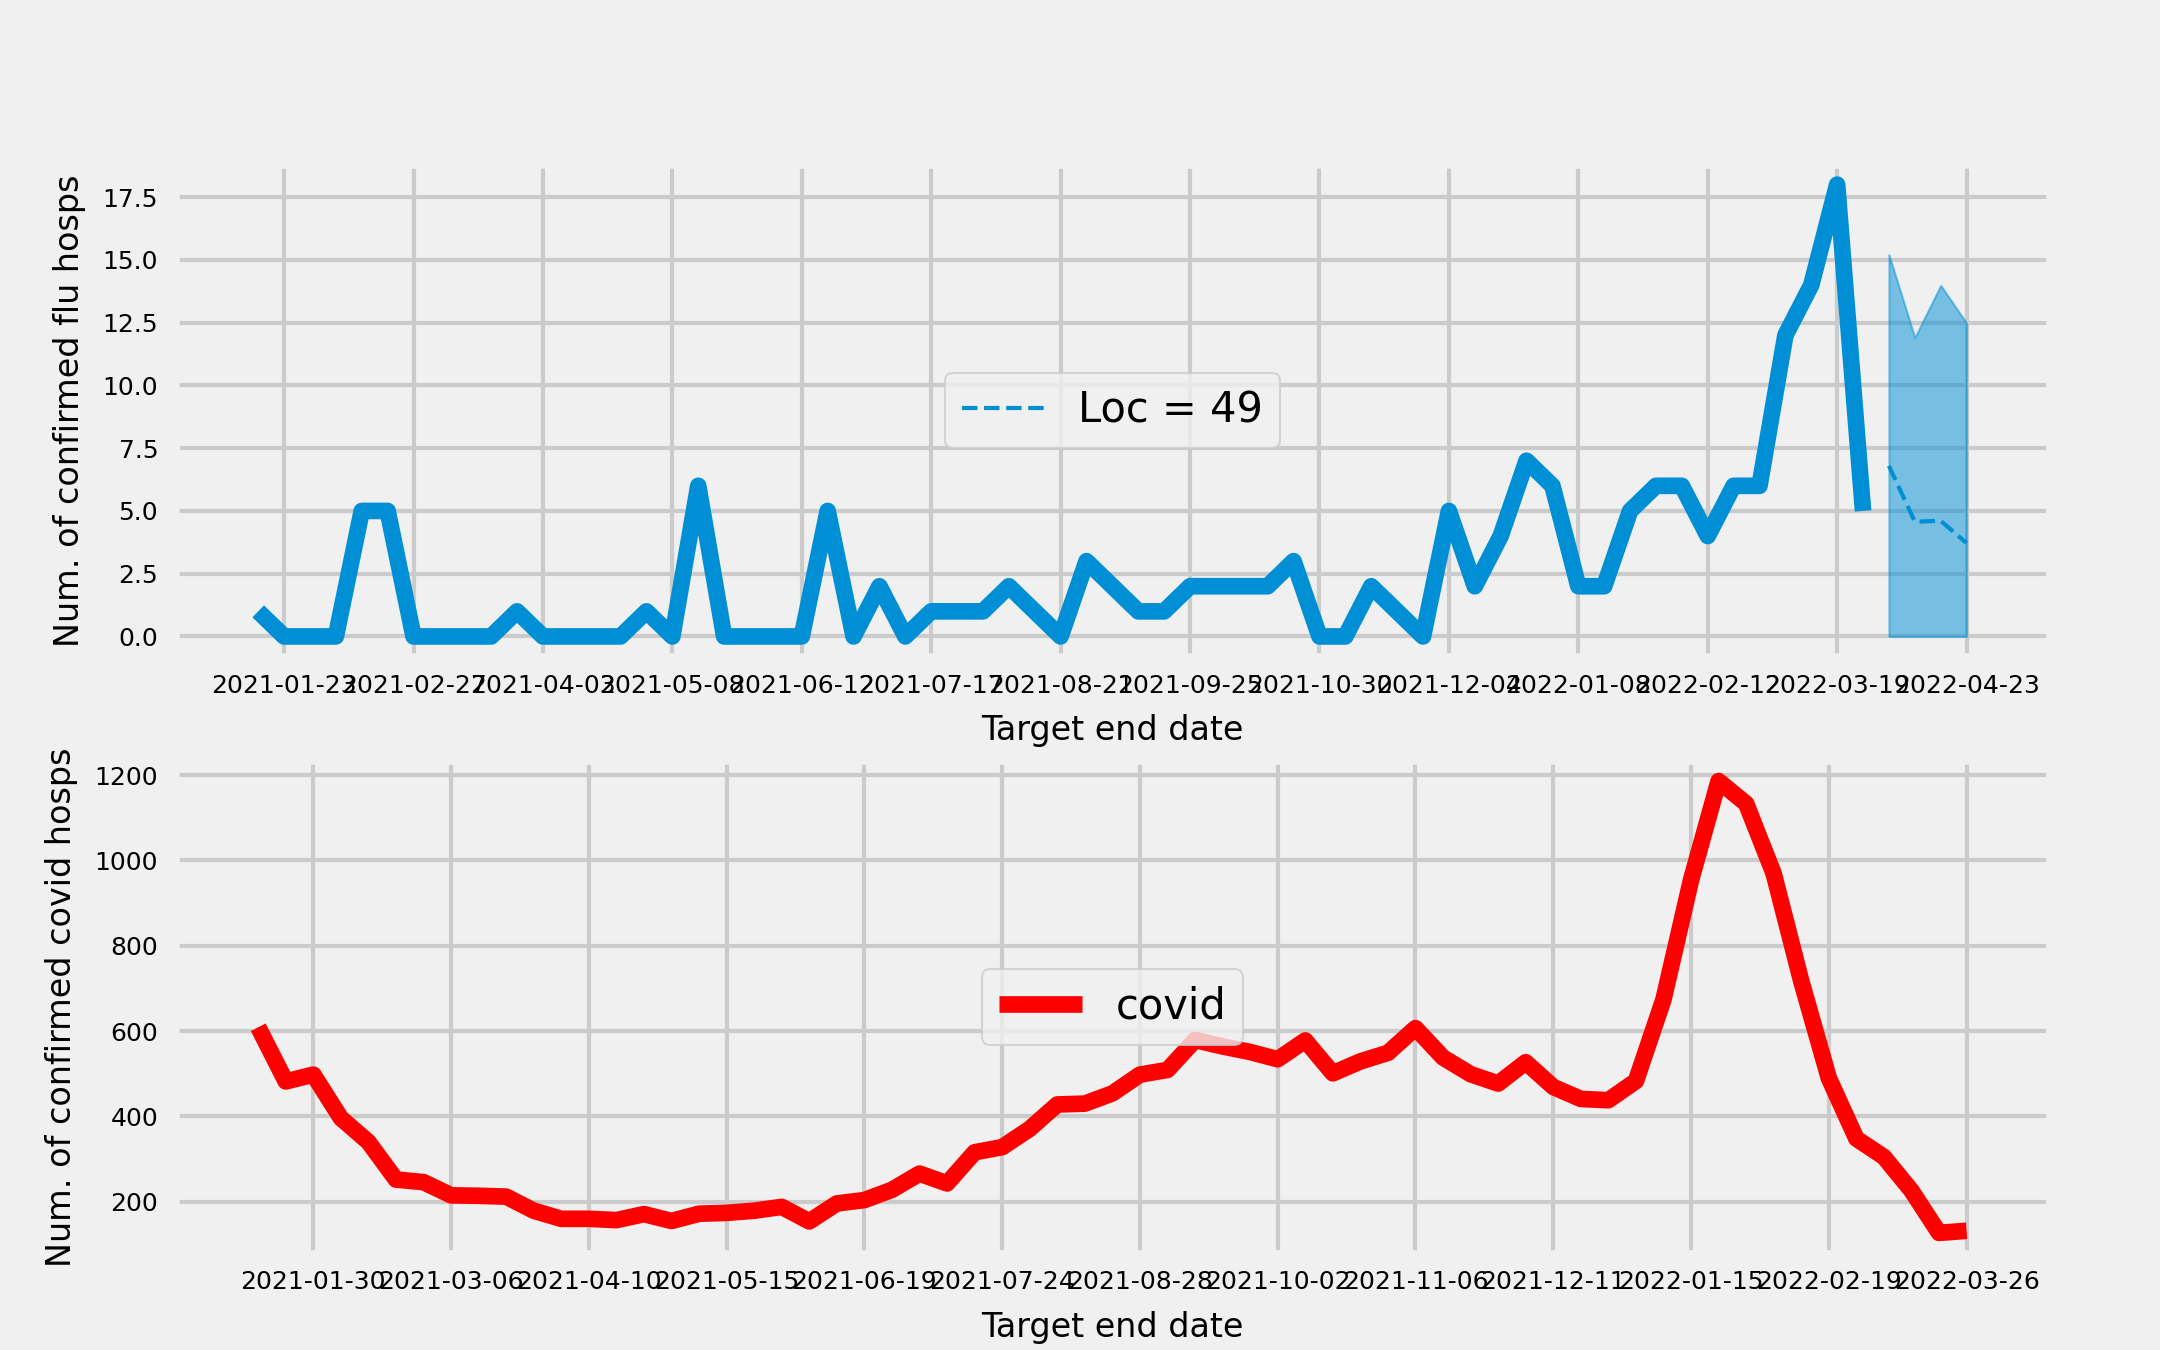 Num. of confirmed flu hosps
17.5
15.0
12.5
10.0
7.5
5.0
2.5
0.0
Loc = 49
2021-01-23 2021-02-27 2021-04-03 2021-05-08 2021-06-12 2021-07-17 2021-08-21 2021-09-25 2021-10-30 2021-12-04 2022-01-08 2022-02-12 2022-03-19 2022-04-23
Target end date
Num. of confirmed covid hosps
1200
1000
800
600
400
200
covid
2021-01-30 2021-03-06 2021-04-10 2021-05-15 2021-06-19 2021-07-24 2021-08-28 2021-10-02 2021-11-06 2021-12-11 2022-01-15 2022-02-19 2022-03-26
Target end date